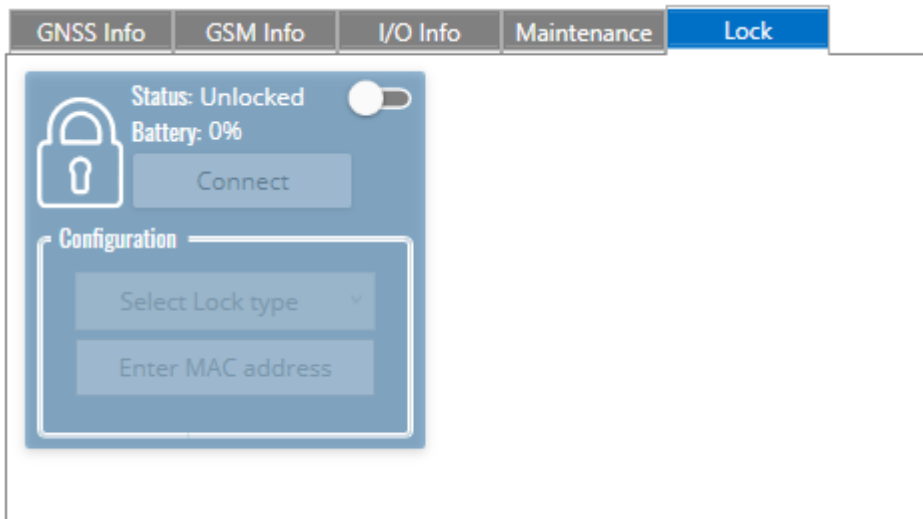 GNSS Info
GSM Info
I/O Info
Maintenance
Lock
Status: Unlocked
Battery: 0%
Connect
Configuration
Select Lock type
Enter MAC address